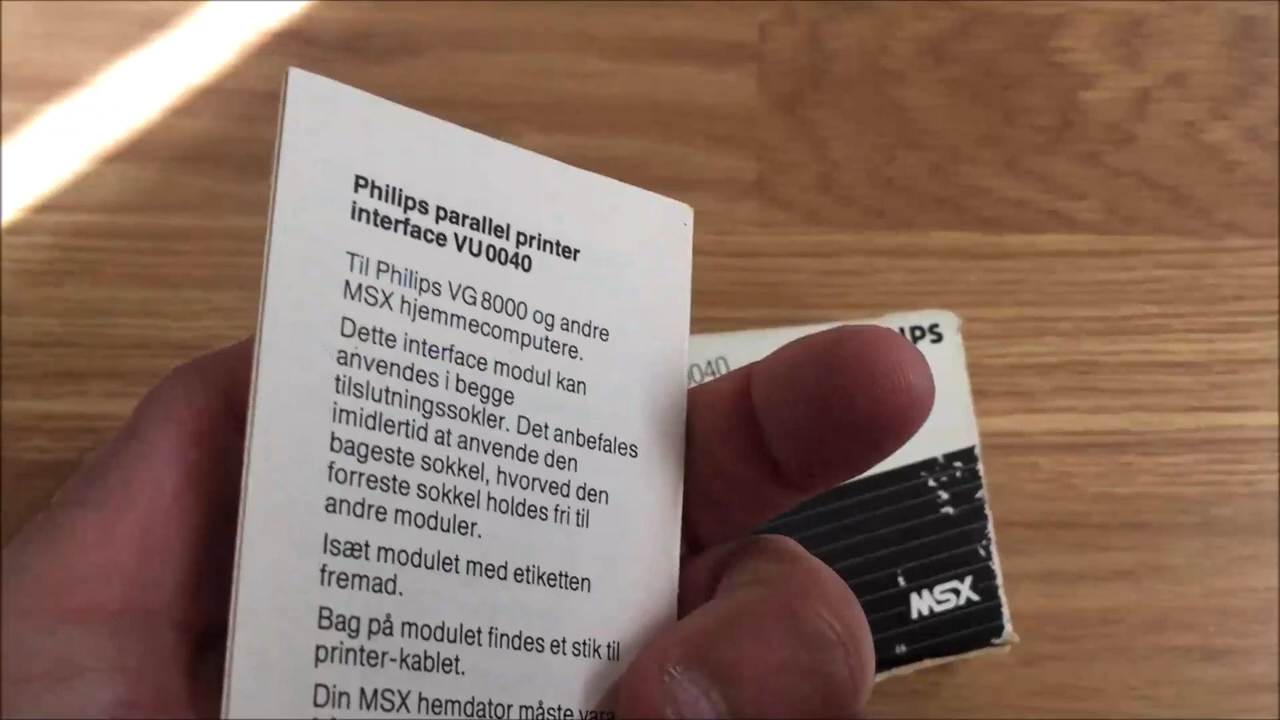 Philips parallel printer
interface VU0040
Til Philips VG 8000 og andre
MSX hjemmecomputere.
Dette interface modul kan
anvendes i begge
tilslutningssokler. Det anbefales
imidlertid at anvende den
bageste sokkel, hvorved den
forreste sokkel holdes fri til
andre moduler.
Isæt modulet med etiketten
fremad.
Bag på modulet findes et stik til
printer-kablet.
Din MSX hemdator måste vara
MSX